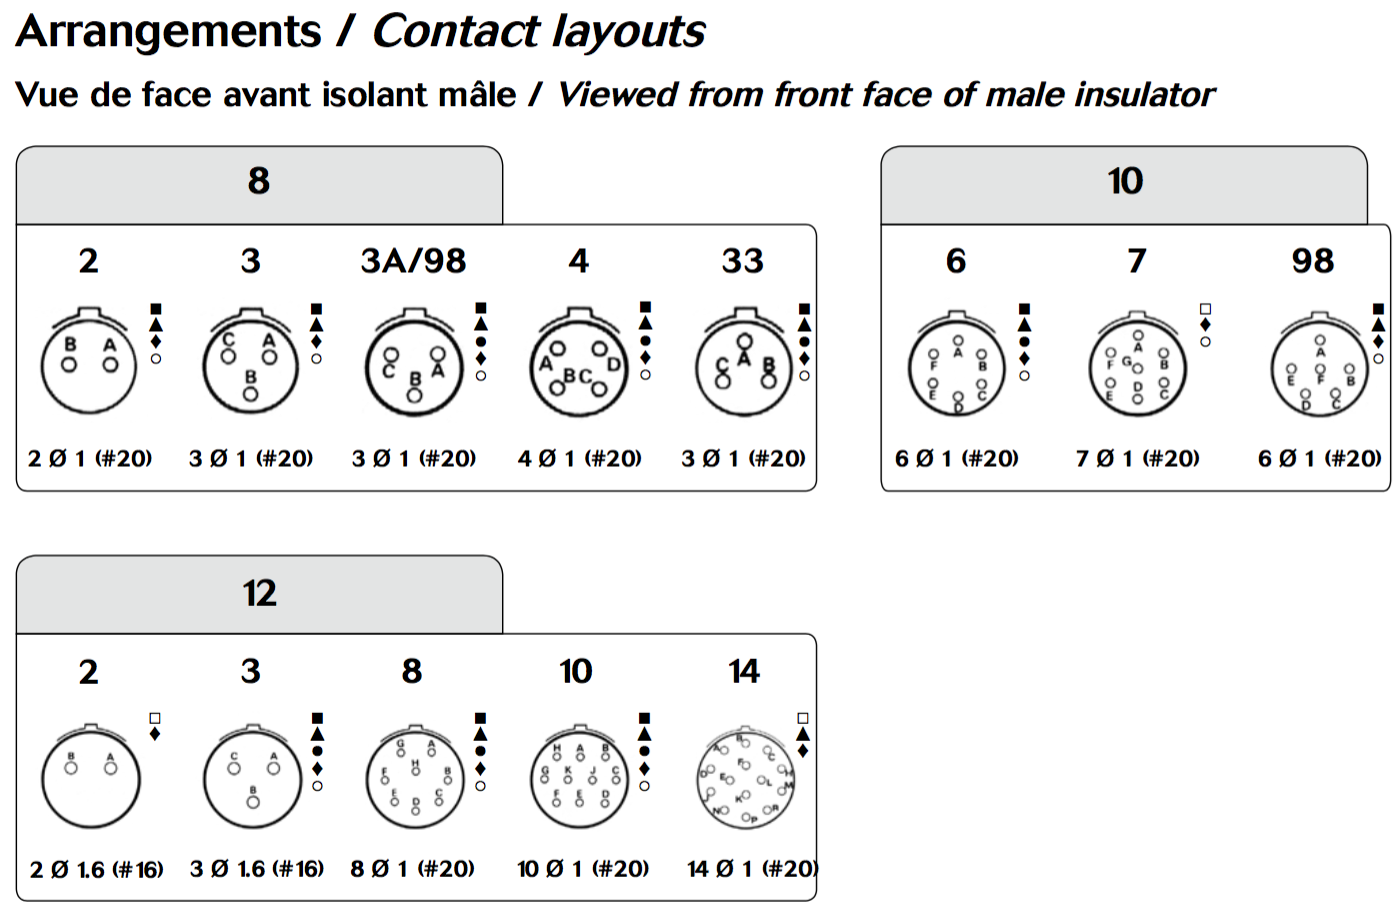 Arrangements / Contact layouts
Vue de face avant isolant mâle / Viewed from front face of male insulator
8
2 3 3A/98 4 33
B A
C A B
C B A
A B C D
A B C
2 Ø 1 (#20) 3 Ø 1 (#20) 3 Ø 1 (#20) 4 Ø 1 (#20) 3 Ø 1 (#20)
10
6 7 98
A B C D E F
A B C D E F G
A B C D E F
6 Ø 1 (#20) 7 Ø 1 (#20) 6 Ø 1 (#20)
12
2 3 8 10 14
B A
C A B
G A H F B E D C
H A B G K J C F E D
A B C F D E L H M J K N P R
2 Ø 1.6 (#16) 3 Ø 1.6 (#16) 8 Ø 1 (#20) 10 Ø 1 (#20) 14 Ø 1 (#20)